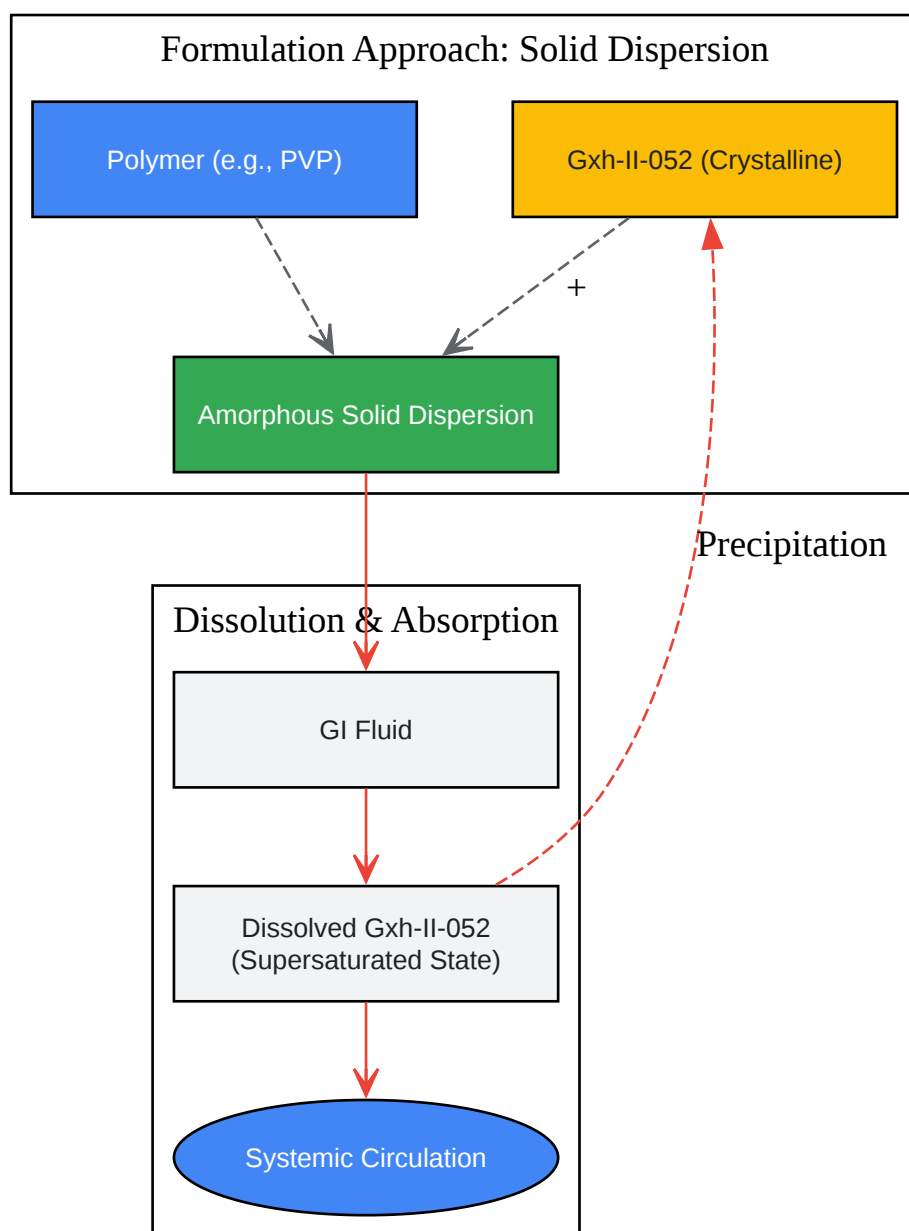 Formulation Approach: Solid Dispersion
Polymer (e.g., PVP)
Gxh-II-052 (Crystalline)
+
Amorphous Solid Dispersion
Precipitation
Dissolution & Absorption
GI Fluid
Dissolved Gxh-II-052
(Supersaturated State)
Systemic Circulation